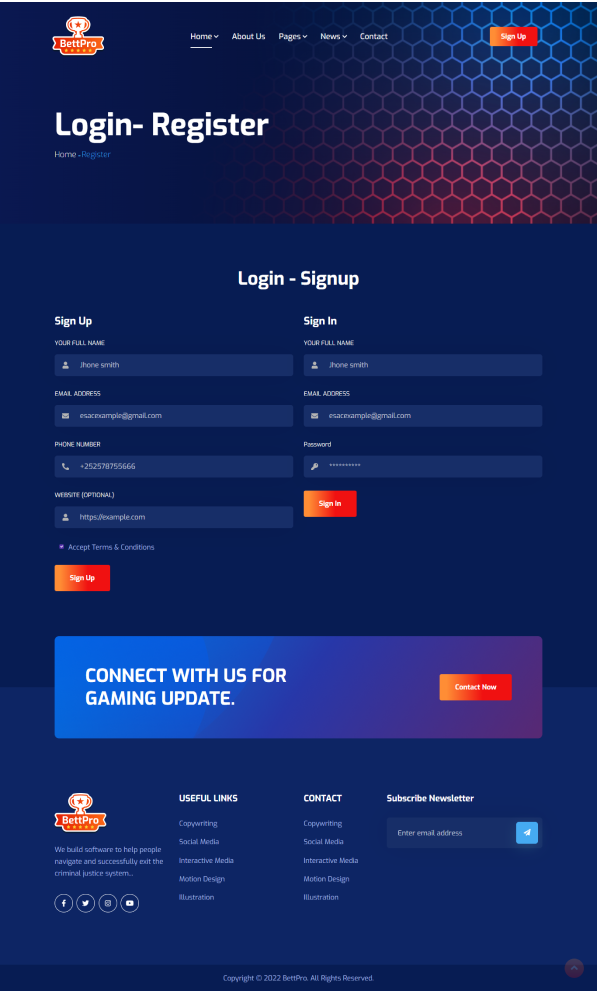 BettPro
Home
About Us
Pages
News
Contact
Sign Up
Login- Register
Home - Register
Login - Signup
Sign Up
YOUR FULL NAME
Jhone smith
EMAIL ADDRESS
esacexample@gmail.com
PHONE NUMBER
+252578755666
WEBSITE (OPTIONAL)
https://example.com
Accept Terms & Conditions
Sign Up
Sign In
YOUR FULL NAME
Jhone smith
EMAIL ADDRESS
esacexample@gmail.com
Password
**********
Sign In
CONNECT WITH US FOR
GAMING UPDATE.
Contact Now
BettPro
We build software to help people
navigate and successfully exit the
criminal justice system...
USEFUL LINKS
Copywriting
Social Media
Interactive Media
Motion Design
Illustration
CONTACT
Copywriting
Social Media
Interactive Media
Motion Design
Illustration
Subscribe Newsletter
Enter email address
Copyright © 2022 BettPro. All Rights Reserved.